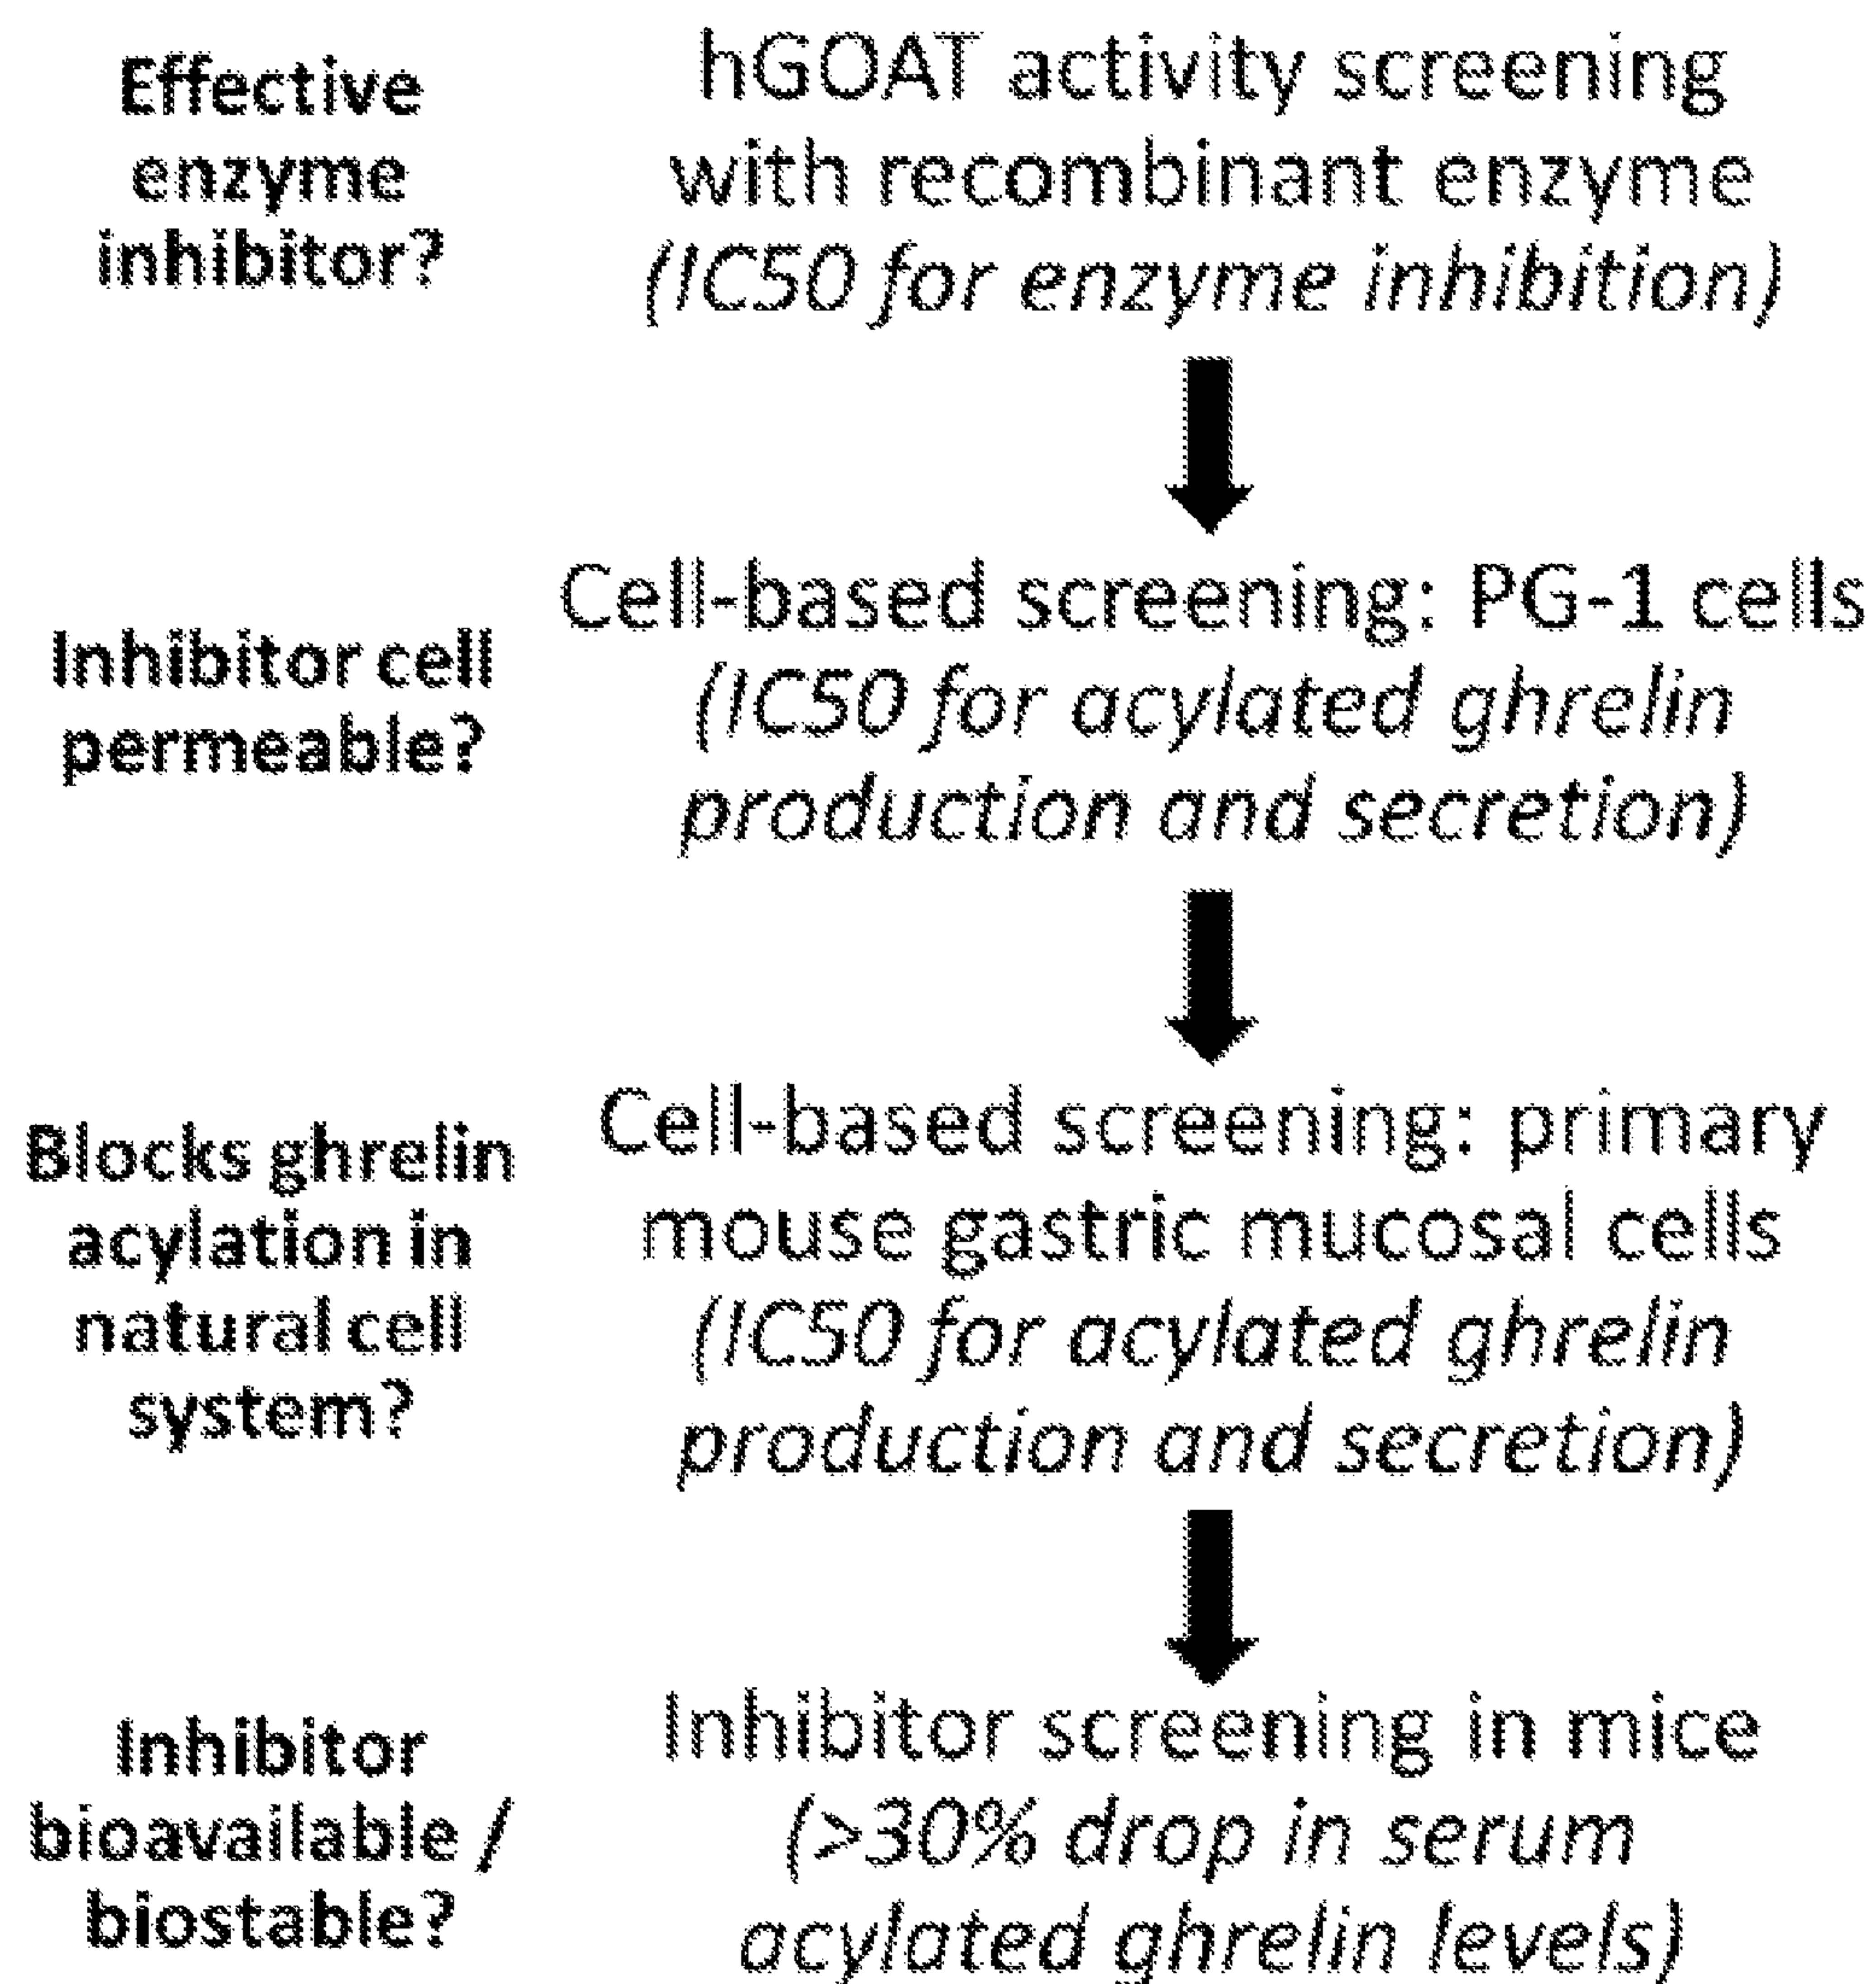 Effective
enzyme
inhibitor?
hGOAT activity screening
with recombinant enzyme
(IC50 for enzyme inhibition)
Inhibitor cell
permeable?
Cell-based screening: PG-1 cells
(IC50 for acylated ghrelin
production and secretion)
Blocks ghrelin
acylation in
natural cell
system?
Cell-based screening: primary
mouse gastric mucosal cells
(IC50 for acylated ghrelin
production and secretion)
Inhibitor
bioavailable /
biostable?
Inhibitor screening in mice
(>30% drop in serum
acylated ghrelin levels)